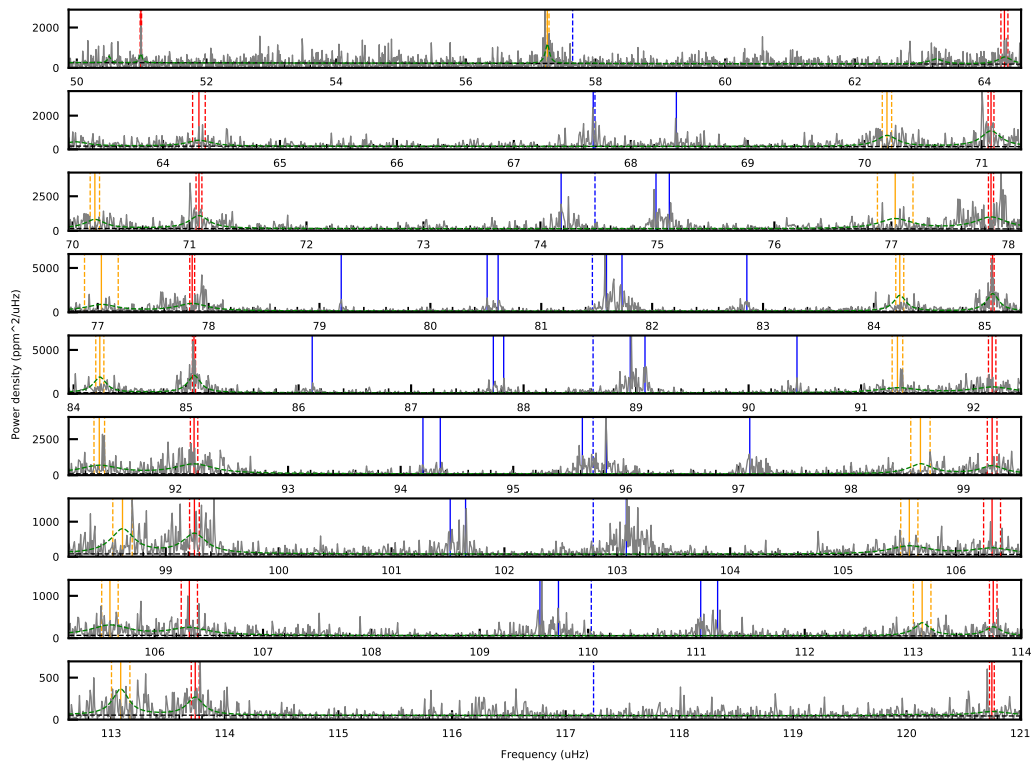 2000
0
50 52 54 56 58 60 62 64
2000
0
64 65 66 67 68 69 70 71
2500
0
70 71 72 73 74 75 76 77 78
5000
0
77 78 79 80 81 82 83 84 85
Power density (ppm^2/uHz)
5000
0
84 85 86 87 88 89 90 91 92
2500
0
92 93 94 95 96 97 98 99
1000
0
99 100 101 102 103 104 105 106
1000
0
106 107 108 109 110 111 112 113 114
500
0
113 114 115 116 117 118 119 120 121
Frequency (uHz)